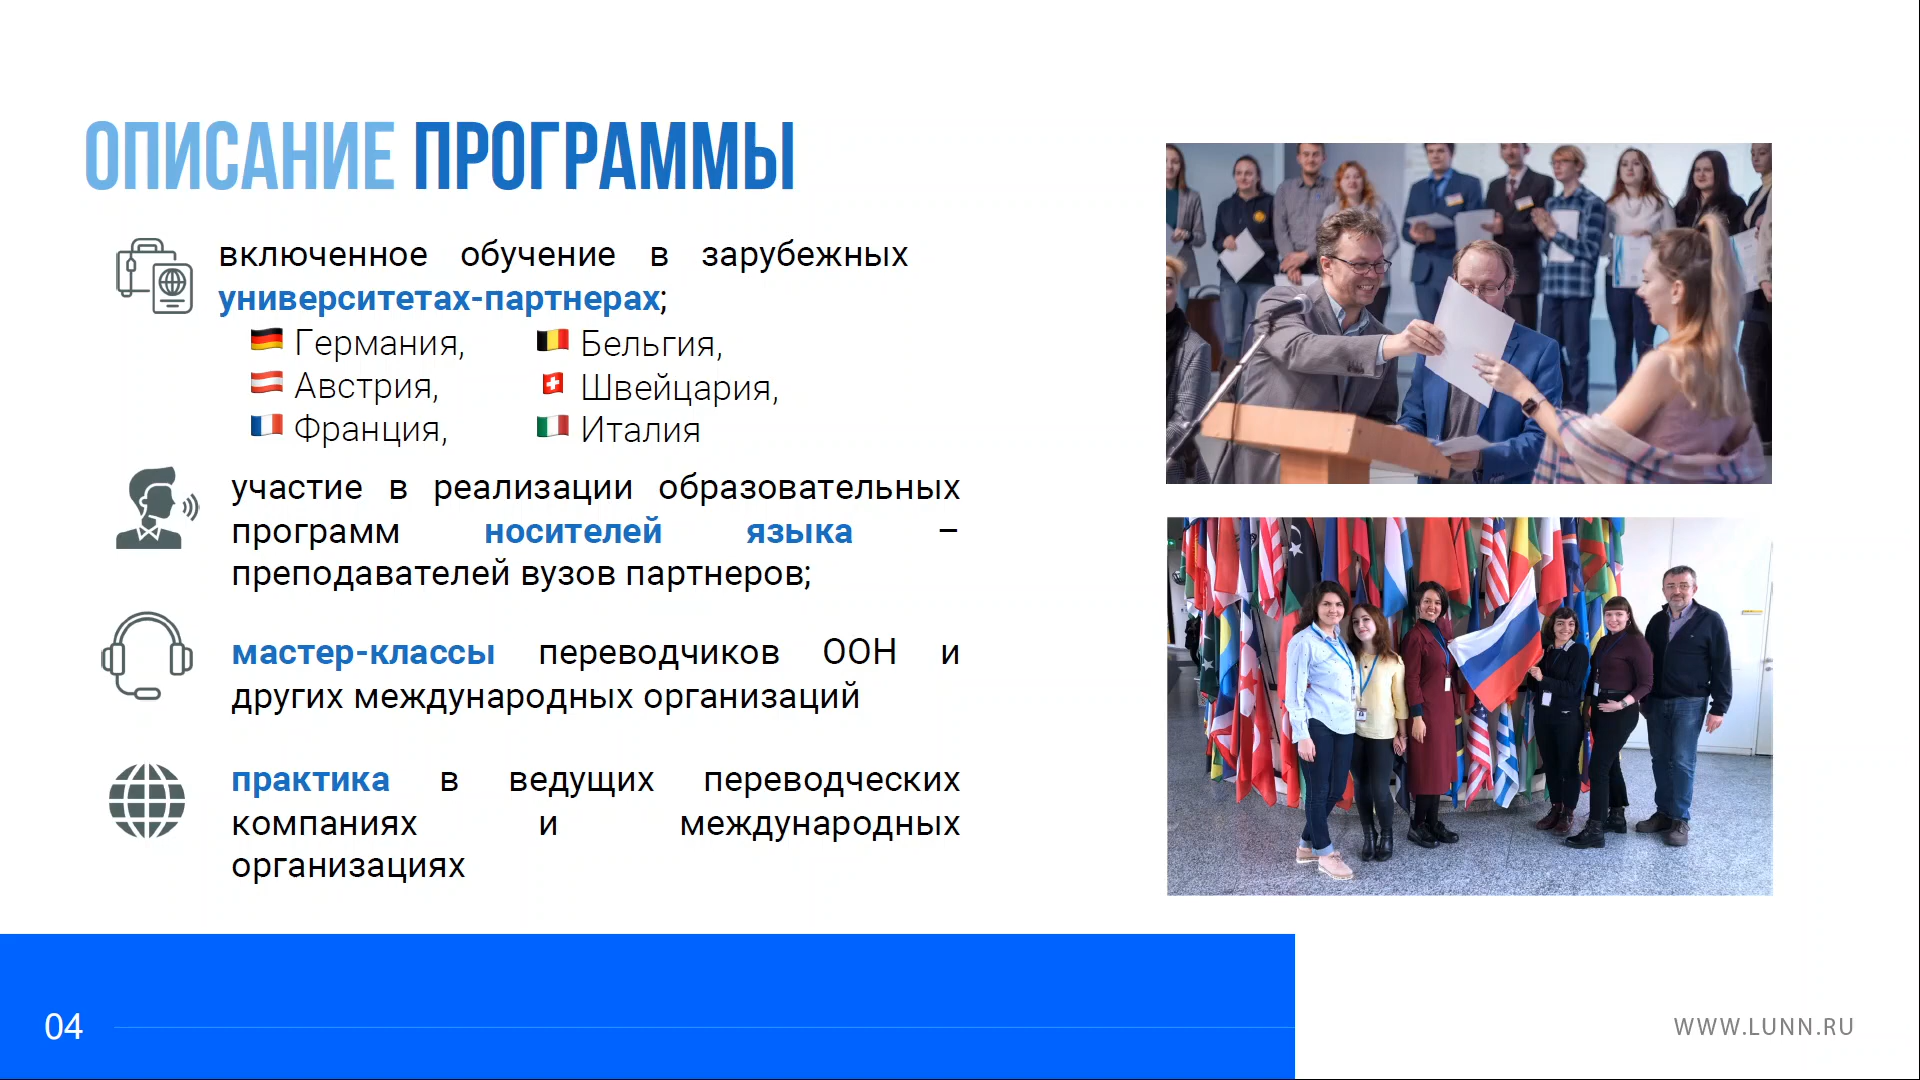 ОПИСАНИЕ ПРОГРАММЫ
включенное обучение в зарубежных
университетах-партнерах;
Германия,
Австрия,
Франция,
Бельгия,
Швейцария,
Италия
участие в реализации образовательных
программ носителей языка –
преподавателей вузов партнеров;
мастер-классы переводчиков ООН и
других международных организаций
практика в ведущих переводческих
компаниях и международных
организациях
04
WWW.LUNN.RU